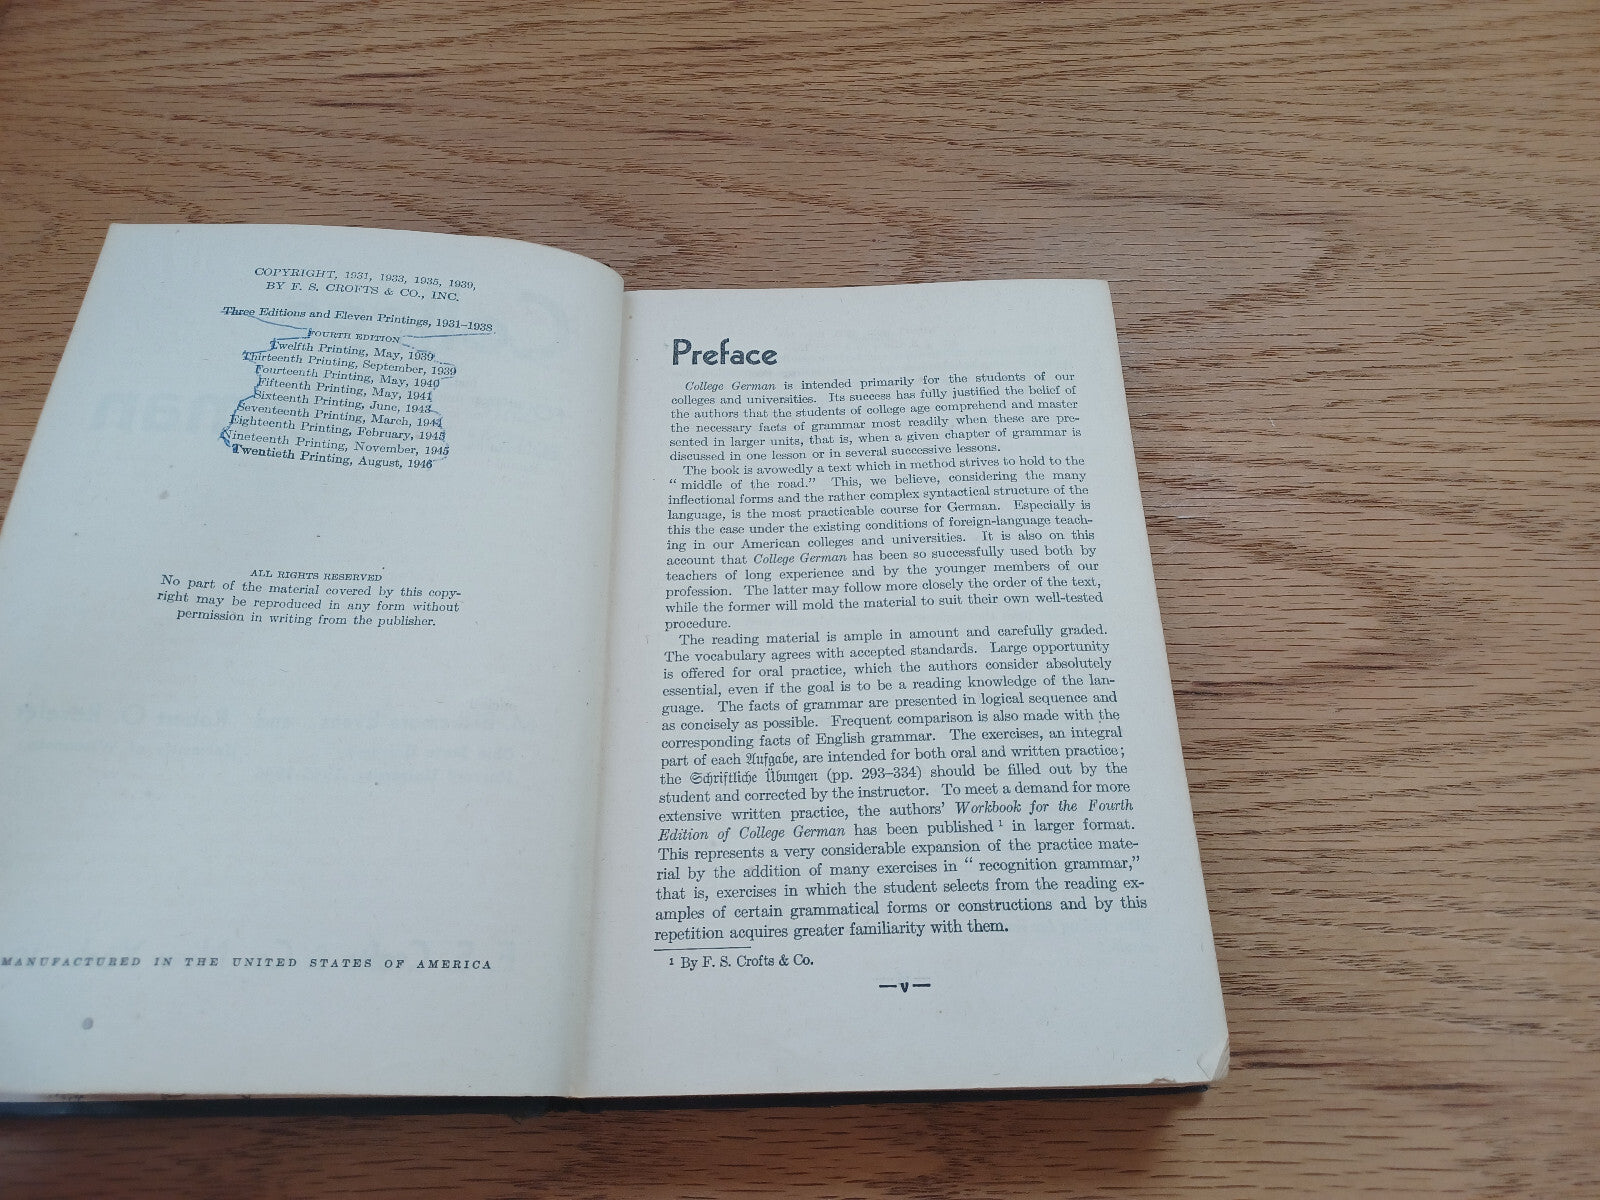 COPYRIGHT, 1931, 1933, 1935, 1939,
BY F. S. CROFTS & CO., INC.
Three Editions and Eleven Printings, 1931–1938
FOURTH EDITION
Twelfth Printing, May, 1939
Thirteenth Printing, September, 1939
Fourteenth Printing, May, 1940
Fifteenth Printing, May, 1941
Sixteenth Printing, June, 1943
Seventeenth Printing, March, 1944
Eighteenth Printing, February, 1945
Nineteenth Printing, November, 1945
Twentieth Printing, August, 1946
ALL RIGHTS RESERVED
No part of the material covered by this copy-
right may be reproduced in any form without
permission in writing from the publisher.
MANUFACTURED IN THE UNITED STATES OF AMERICA
Preface
College German is intended primarily for the students of our
colleges and universities. Its success has fully justified the belief of
the authors that the students of college age comprehend and master
the necessary facts of grammar most readily when these are pre-
sented in larger units, that is, when a given chapter of grammar is
discussed in one lesson or in several successive lessons.
The book is avowedly a text which in method strives to hold to the
“ middle of the road.” This, we believe, considering the many
inflectional forms and the rather complex syntactical structure of the
language, is the most practicable course for German. Especially is
this the case under the existing conditions of foreign-language teach-
ing in our American colleges and universities. It is also on this
account that College German has been so successfully used both by
teachers of long experience and by the younger members of our
profession. The latter may follow more closely the order of the text,
while the former will mold the material to suit their own well-tested
procedure.
The reading material is ample in amount and carefully graded.
The vocabulary agrees with accepted standards. Large opportunity
is offered for oral practice, which the authors consider absolutely
essential, even if the goal is to be a reading knowledge of the lan-
guage. The facts of grammar are presented in logical sequence and
as concisely as possible. Frequent comparison is also made with the
corresponding facts of English grammar. The exercises, an integral
part of each Aufgabe, are intended for both oral and written practice;
the Schriftliche Übungen (pp. 293–334) should be filled out by the
student and corrected by the instructor. To meet a demand for more
extensive written practice, the authors’ Workbook for the Fourth
Edition of College German has been published ¹ in larger format.
This represents a very considerable expansion of the practice mate-
rial by the addition of many exercises in “ recognition grammar,”
that is, exercises in which the student selects from the reading ex-
amples of certain grammatical forms or constructions and by this
repetition acquires greater familiarity with them.
¹ By F. S. Crofts & Co.
—v—